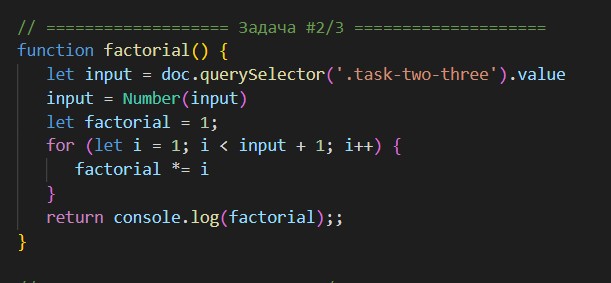 // ================== Задача #2/3 ===================
function factorial() {
let input = doc.querySelector('.task-two-three').value
input = Number(input)
let factorial = 1;
for (let i = 1; i < input + 1; i++) {
factorial *= i
}
return console.log(factorial);;
}